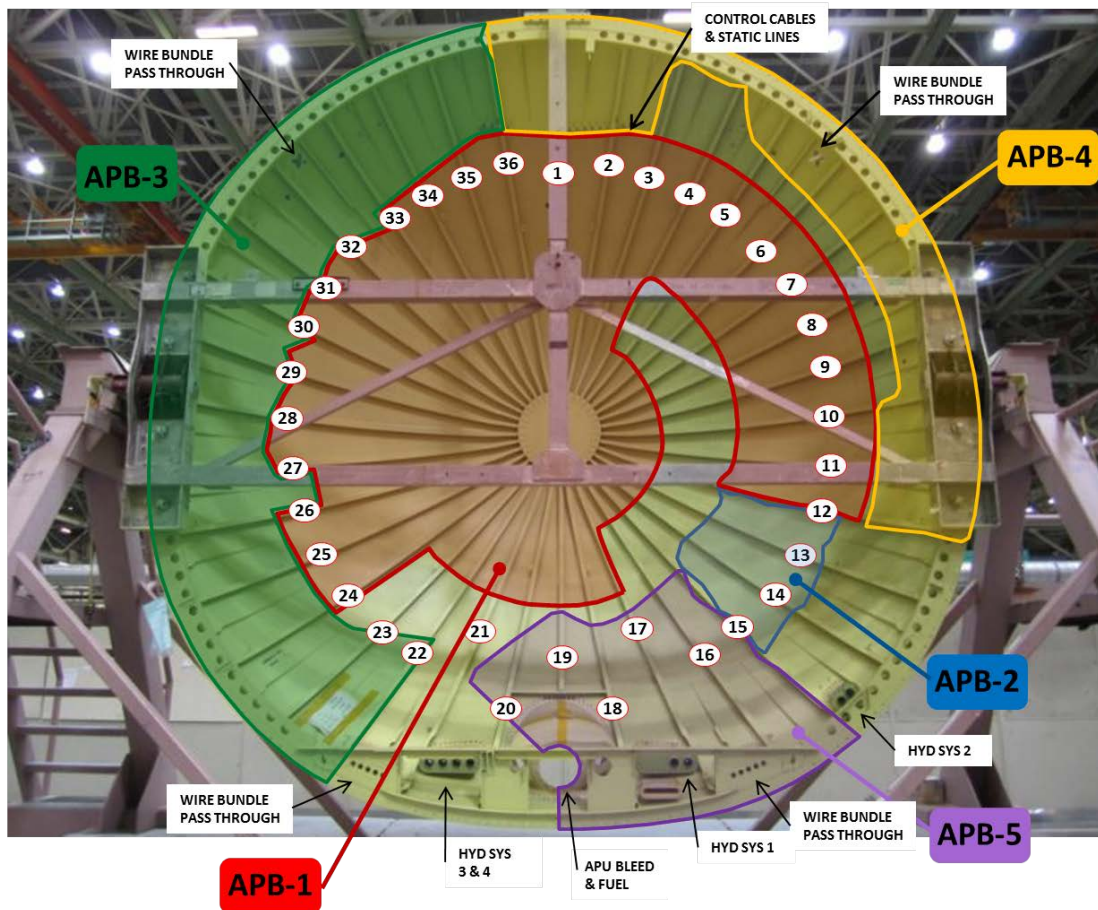 CONTROL CABLES
& STATIC LINES
WIRE BUNDLE
PASS THROUGH
WIRE BUNDLE
PASS THROUGH
APB-3
APB-4
36
1
2
3
35
4
34
5
33
6
32
7
31
8
30
9
29
10
28
11
27
12
26
13
25
14
24
15
23
21
17
22
16
19
20
18
APB-2
HYD SYS 2
WIRE BUNDLE
PASS THROUGH
WIRE BUNDLE
PASS THROUGH
APB-5
HYD SYS
3 & 4
APU BLEED
& FUEL
HYD SYS 1
APB-1